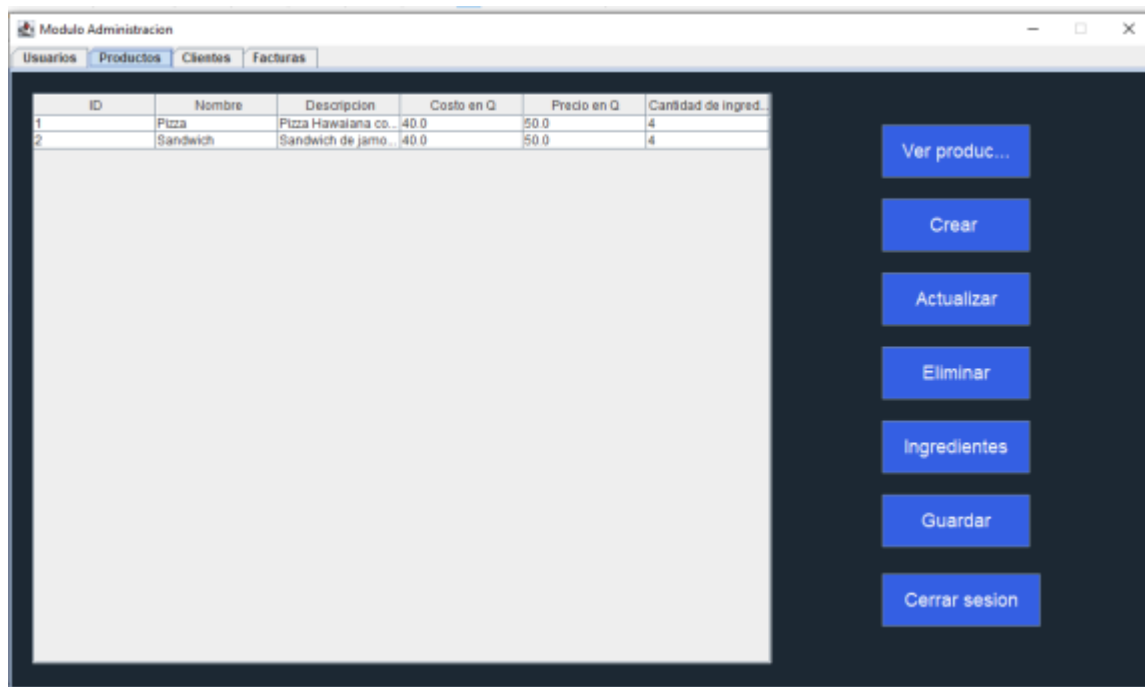 Modulo Administracion
Usuarios Productos Clientes Facturas
ID Nombre Descripcion Costo en Q Precio en Q Cantidad de ingred...
1 Pizza Pizza Hawaiana co... 40.0 50.0 4
2 Sandwich Sandwich de jamo... 40.0 50.0 4
Ver produc...
Crear
Actualizar
Eliminar
Ingredientes
Guardar
Cerrar sesion